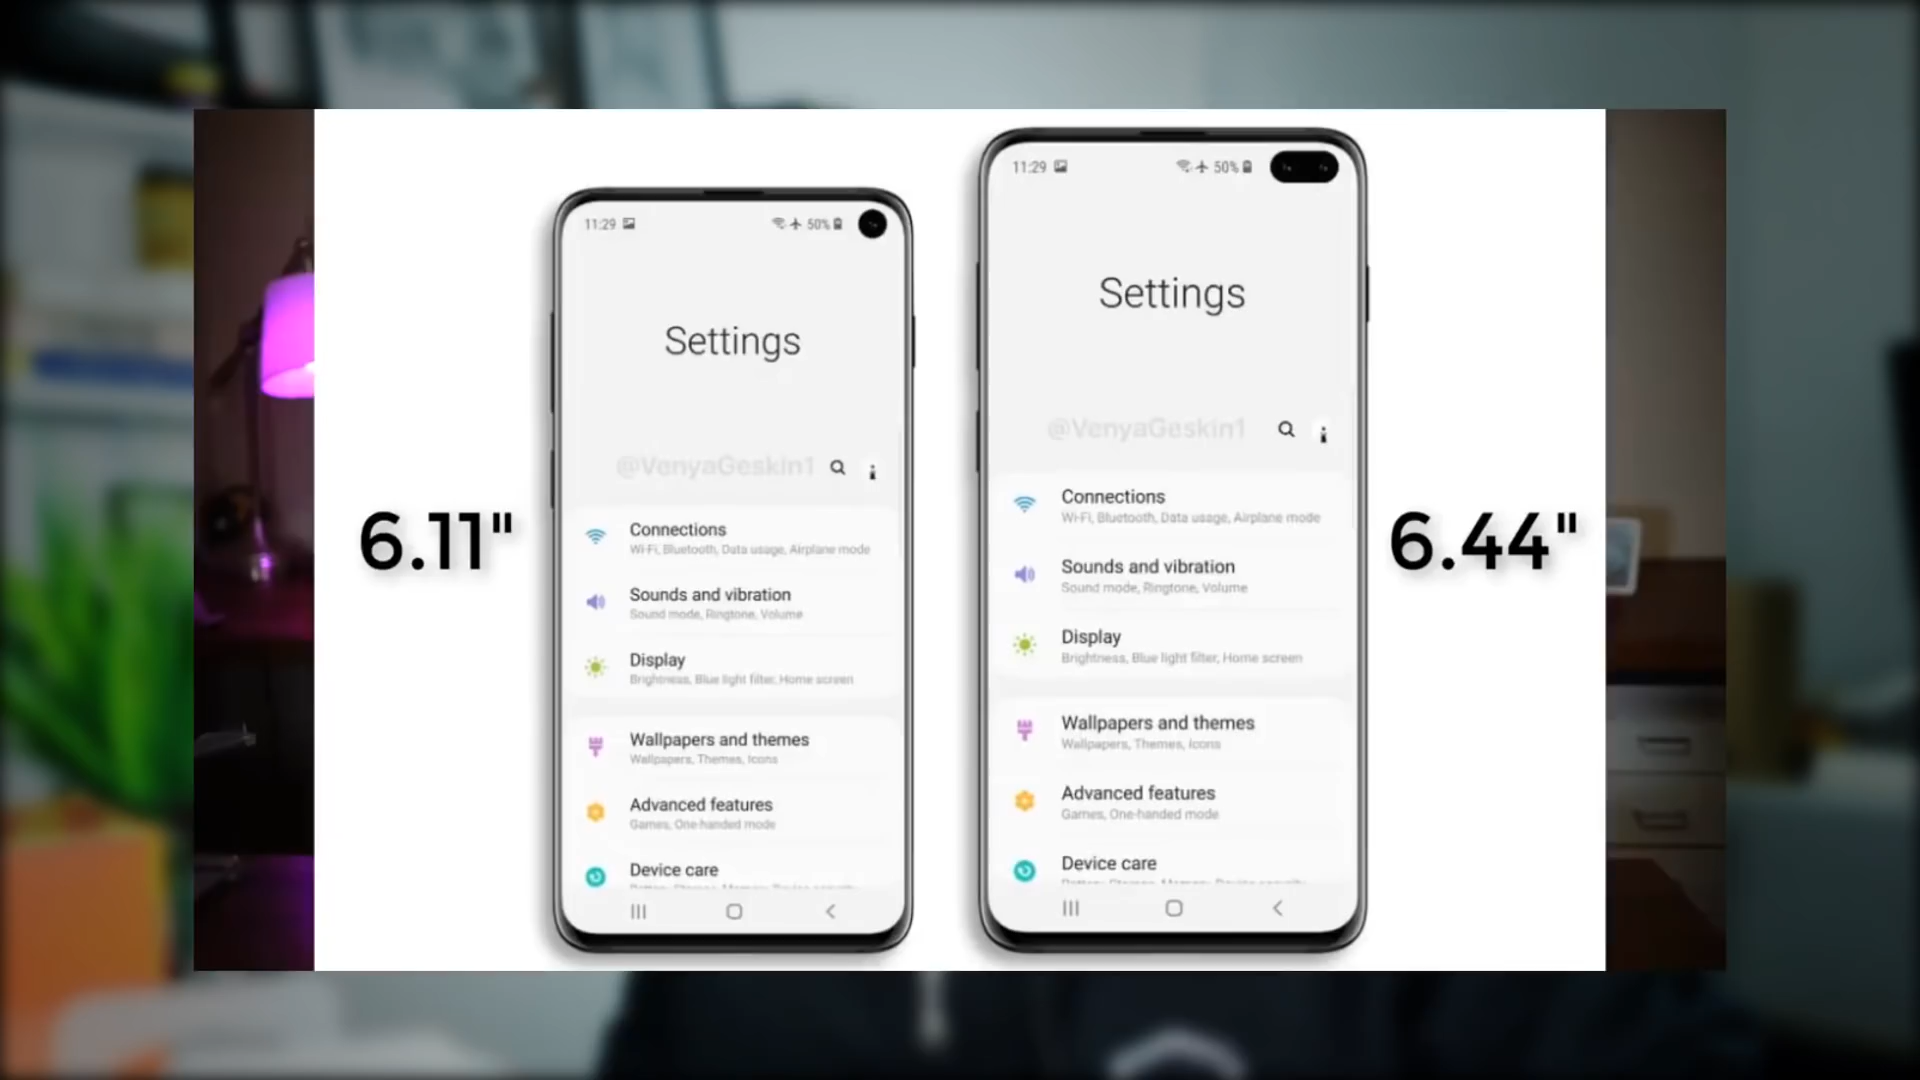 6.11"
11:29
50%
Settings
@VenyaGeskin1
Connections
Wi-Fi, Bluetooth, Data usage, Airplane mode
Sounds and vibration
Sound mode, Ringtone, Volume
Display
Brightness, Blue light filter, Home screen
Wallpapers and themes
Wallpapers, Themes, Icons
Advanced features
Games, One-handed mode
Device care
11:29
50%
Settings
@VenyaGeskin1
Connections
Wi-Fi, Bluetooth, Data usage, Airplane mode
Sounds and vibration
Sound mode, Ringtone, Volume
Display
Brightness, Blue light filter, Home screen
Wallpapers and themes
Wallpapers, Themes, Icons
Advanced features
Games, One-handed mode
Device care
6.44"